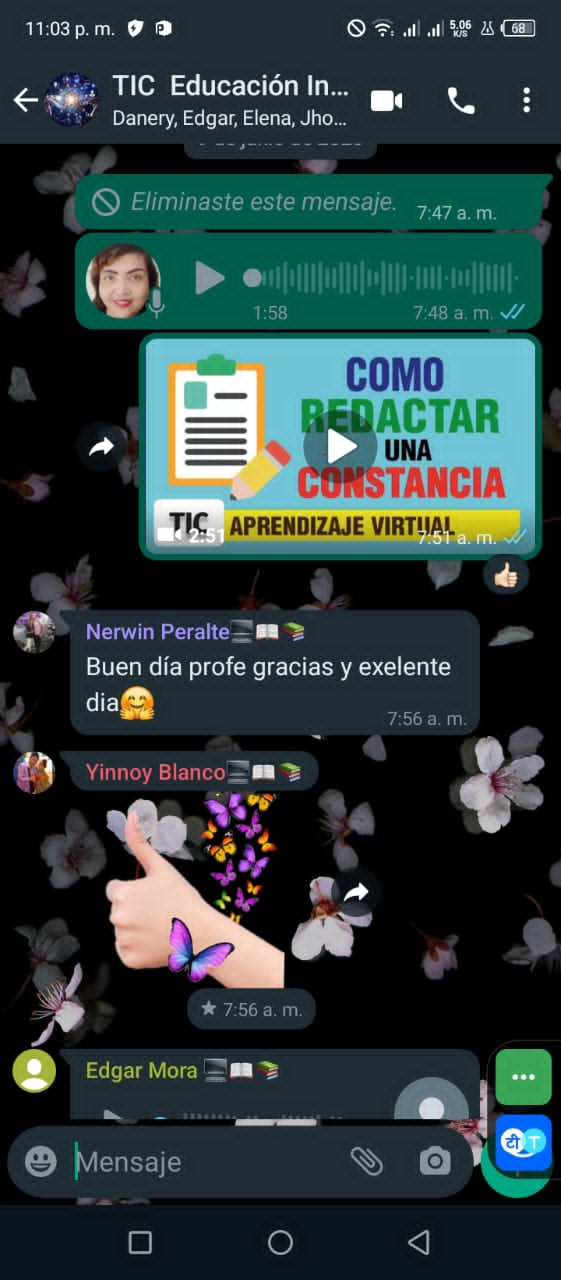 11:03 p. m.
5.06
K/S
68
TIC Educación In...
Danery, Edgar, Elena, Jho...
Eliminaste este mensaje.
7:47 a. m.
1:58
7:48 a. m.
COMO
REDACTAR
UNA
CONSTANCIA
TIC
APRENDIZAJE VIRTUAL
2:51
7:51 a. m.
Nerwin Peralte💻📖📚
Buen día profe gracias y exelente
dia🤗
7:56 a. m.
Yinnoy Blanco💻📖📚
7:56 a. m.
Edgar Mora 💻📖📚
Mensaje
टी T